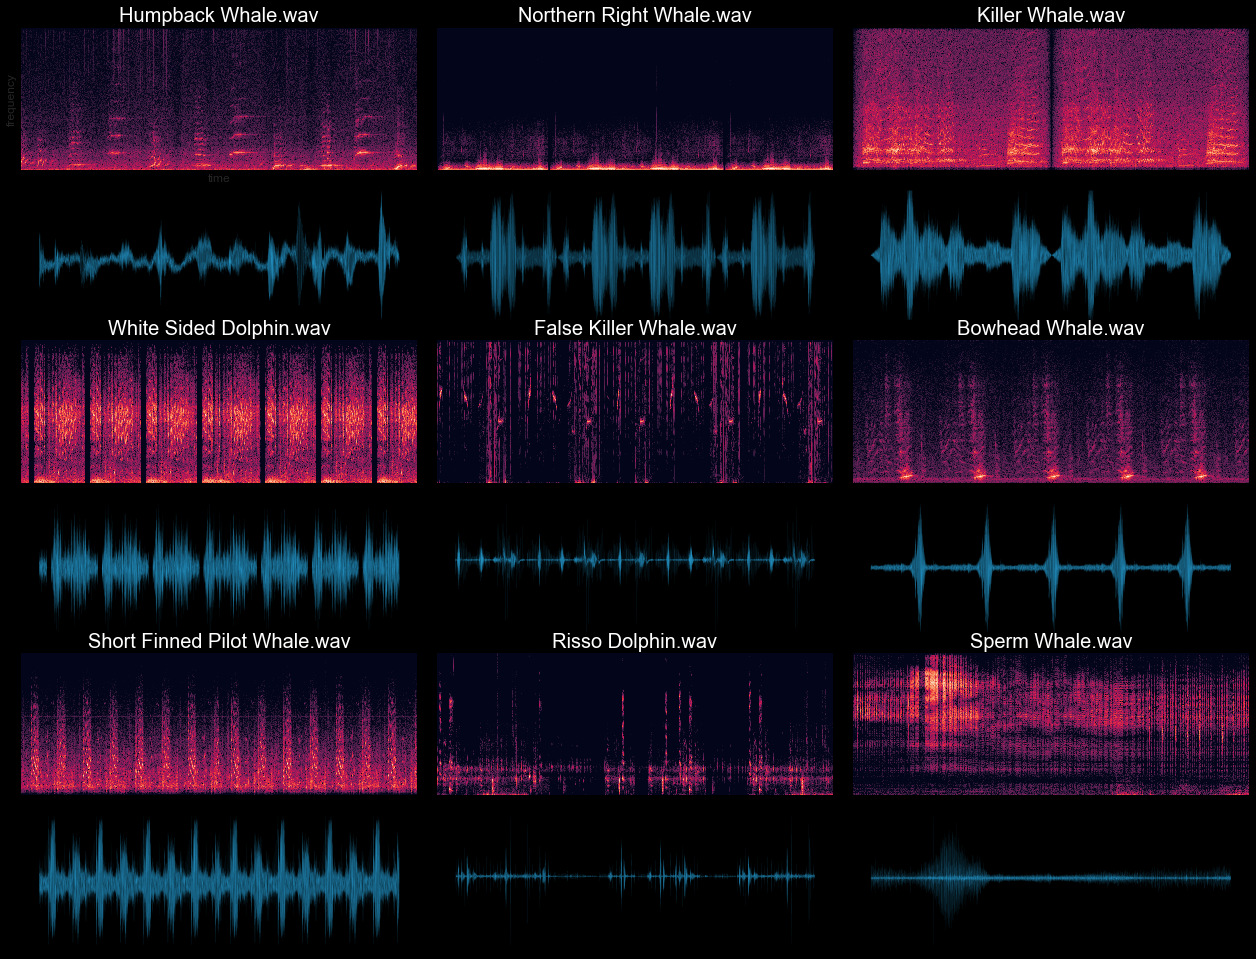 Humpback Whale.wav
Northern Right Whale.wav
Killer Whale.wav
frequency
time
White Sided Dolphin.wav
False Killer Whale.wav
Bowhead Whale.wav
Short Finned Pilot Whale.wav
Risso Dolphin.wav
Sperm Whale.wav